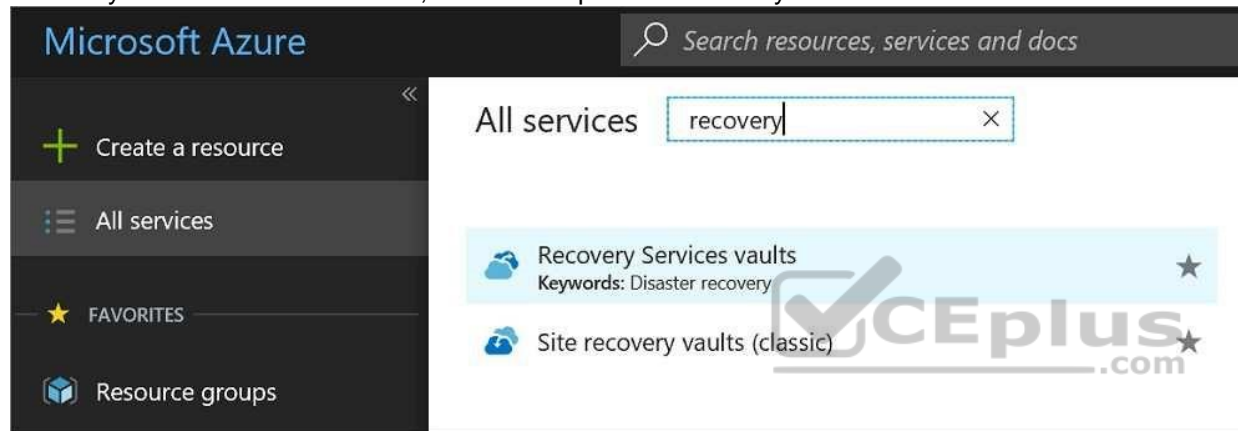 Microsoft Azure
Search resources, services and docs
«
Create a resource
All services
FAVORITES
Resource groups
All services
recovery
Recovery Services vaults
Keywords: Disaster recovery
Site recovery vaults (classic)
CEplus
.com